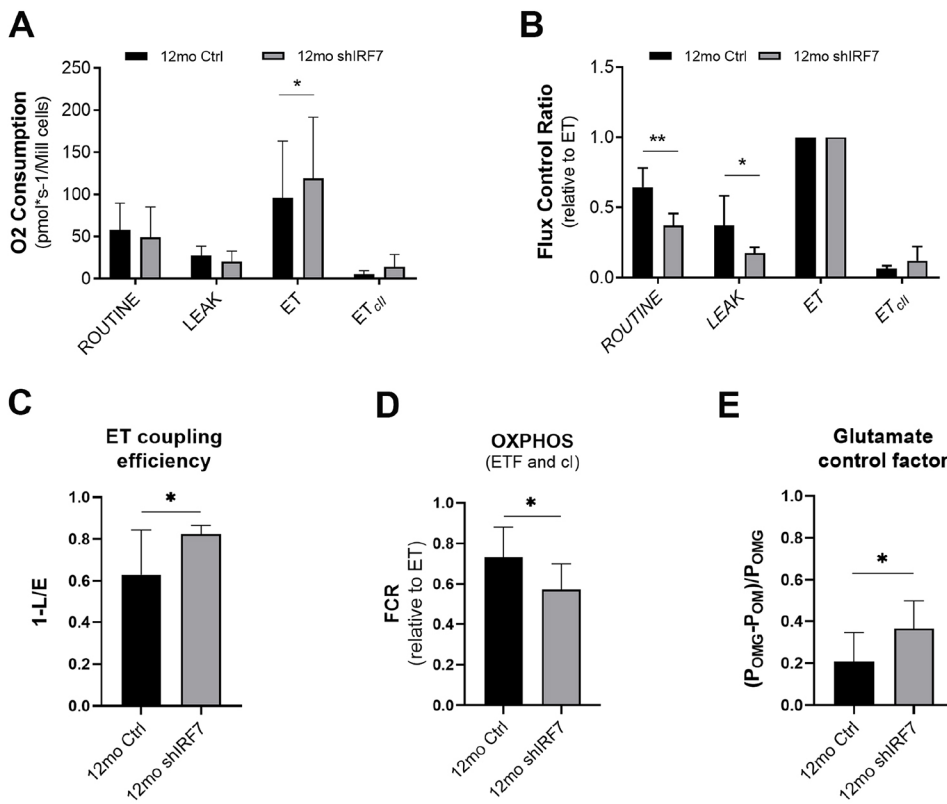 A
12mo Ctrl
12mo shIRF7
O2 Consumption
(pmol*s-1/Mill cells)
250
200
150
100
50
0
*
ROUTINE
LEAK
ET
ETcII
B
12mo Ctrl
12mo shIRF7
Flux Control Ratio
(relative to ET)
1.5
1.0
0.5
0.0
**
*
ROUTINE
LEAK
ET
ETcII
C
ET coupling
efficiency
1-L/E
1.0
0.8
0.6
0.4
0.2
0.0
*
12mo Ctrl
12mo shIRF7
D
OXPHOS
(ETF and cI)
FCR
(relative to ET)
1.0
0.8
0.6
0.4
0.2
0.0
*
12mo Ctrl
12mo shIRF7
E
Glutamate
control factor
(POMG-POM)/POMG
1.0
0.8
0.6
0.4
0.2
0.0
*
12mo Ctrl
12mo shIRF7